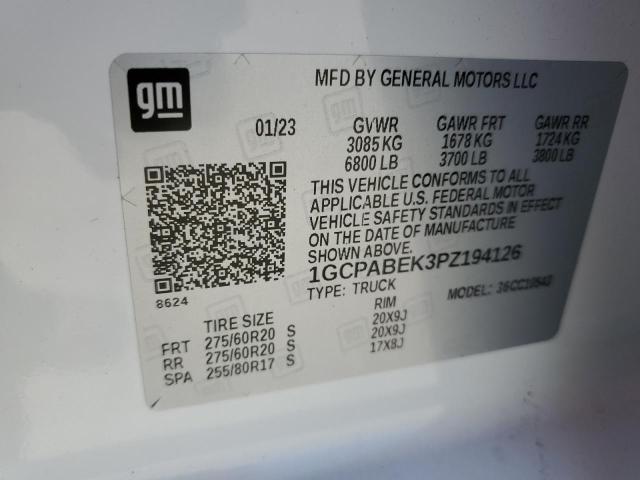 gm
MFD BY GENERAL MOTORS LLC
01/23 GVWR GAWR FRT GAWR RR
3085 KG 1678 KG 1724 KG
6800 LB 3700 LB 3800 LB
THIS VEHICLE CONFORMS TO ALL
APPLICABLE U.S. FEDERAL MOTOR
VEHICLE SAFETY STANDARDS IN EFFECT
ON THE DATE OF MANUFACTURE
SHOWN ABOVE.
1GCPABEK3PZ194126
8624
TYPE: TRUCK MODEL:
TIRE SIZE RIM
FRT 275/60R20 S 20X9J
RR 275/60R20 S 20X9J
SPA 255/80R17 S 17X8J